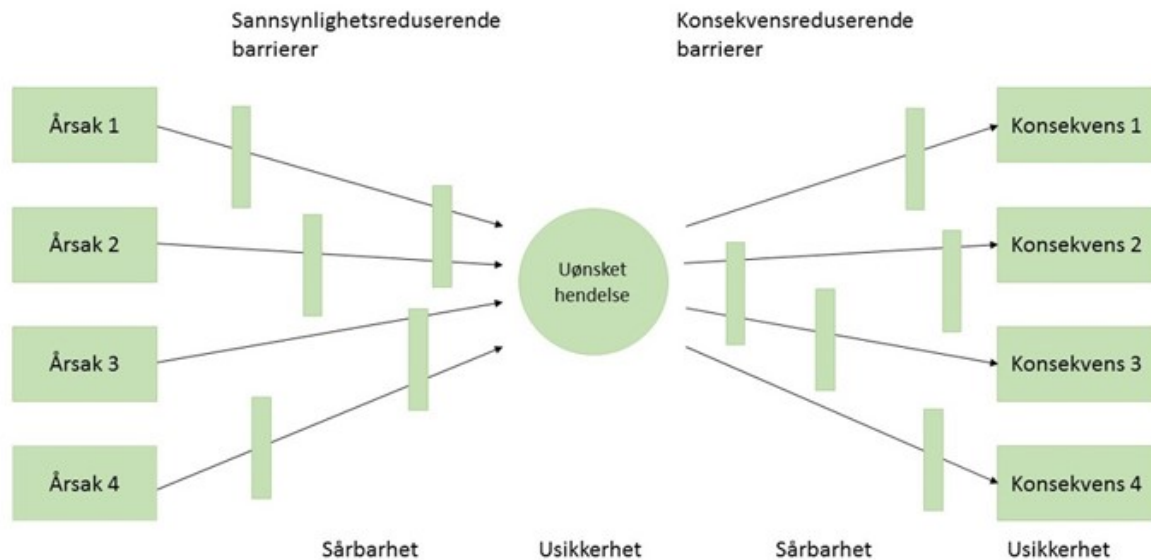 Sannsynlighetsreduserende
barrierer
Konsekvensreduserende
barrierer
Årsak 1
Årsak 2
Årsak 3
Årsak 4
Uønsket
hendelse
Konsekvens 1
Konsekvens 2
Konsekvens 3
Konsekvens 4
Sårbarhet
Usikkerhet
Sårbarhet
Usikkerhet